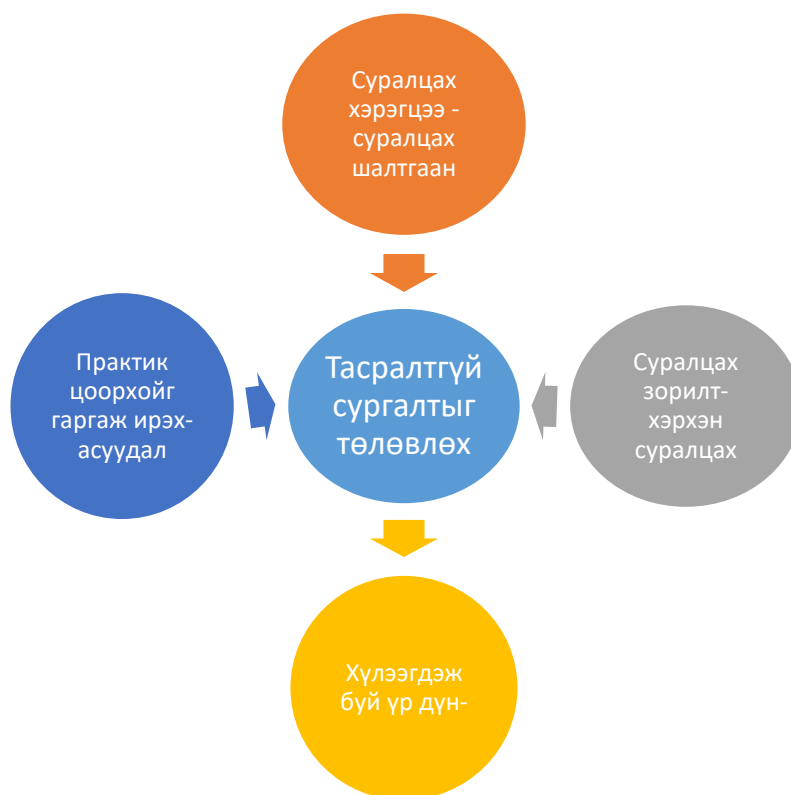 Суралцах
хэрэгцээ -
суралцах
шалтгаан
Практик
цоорхойг
гаргаж ирэх-
асуудал
Тасралтгүй
сургалтыг
төлөвлөх
Суралцах
зорилт-
хэрхэн
суралцах
Хүлээгдэж
буй үр дүн-